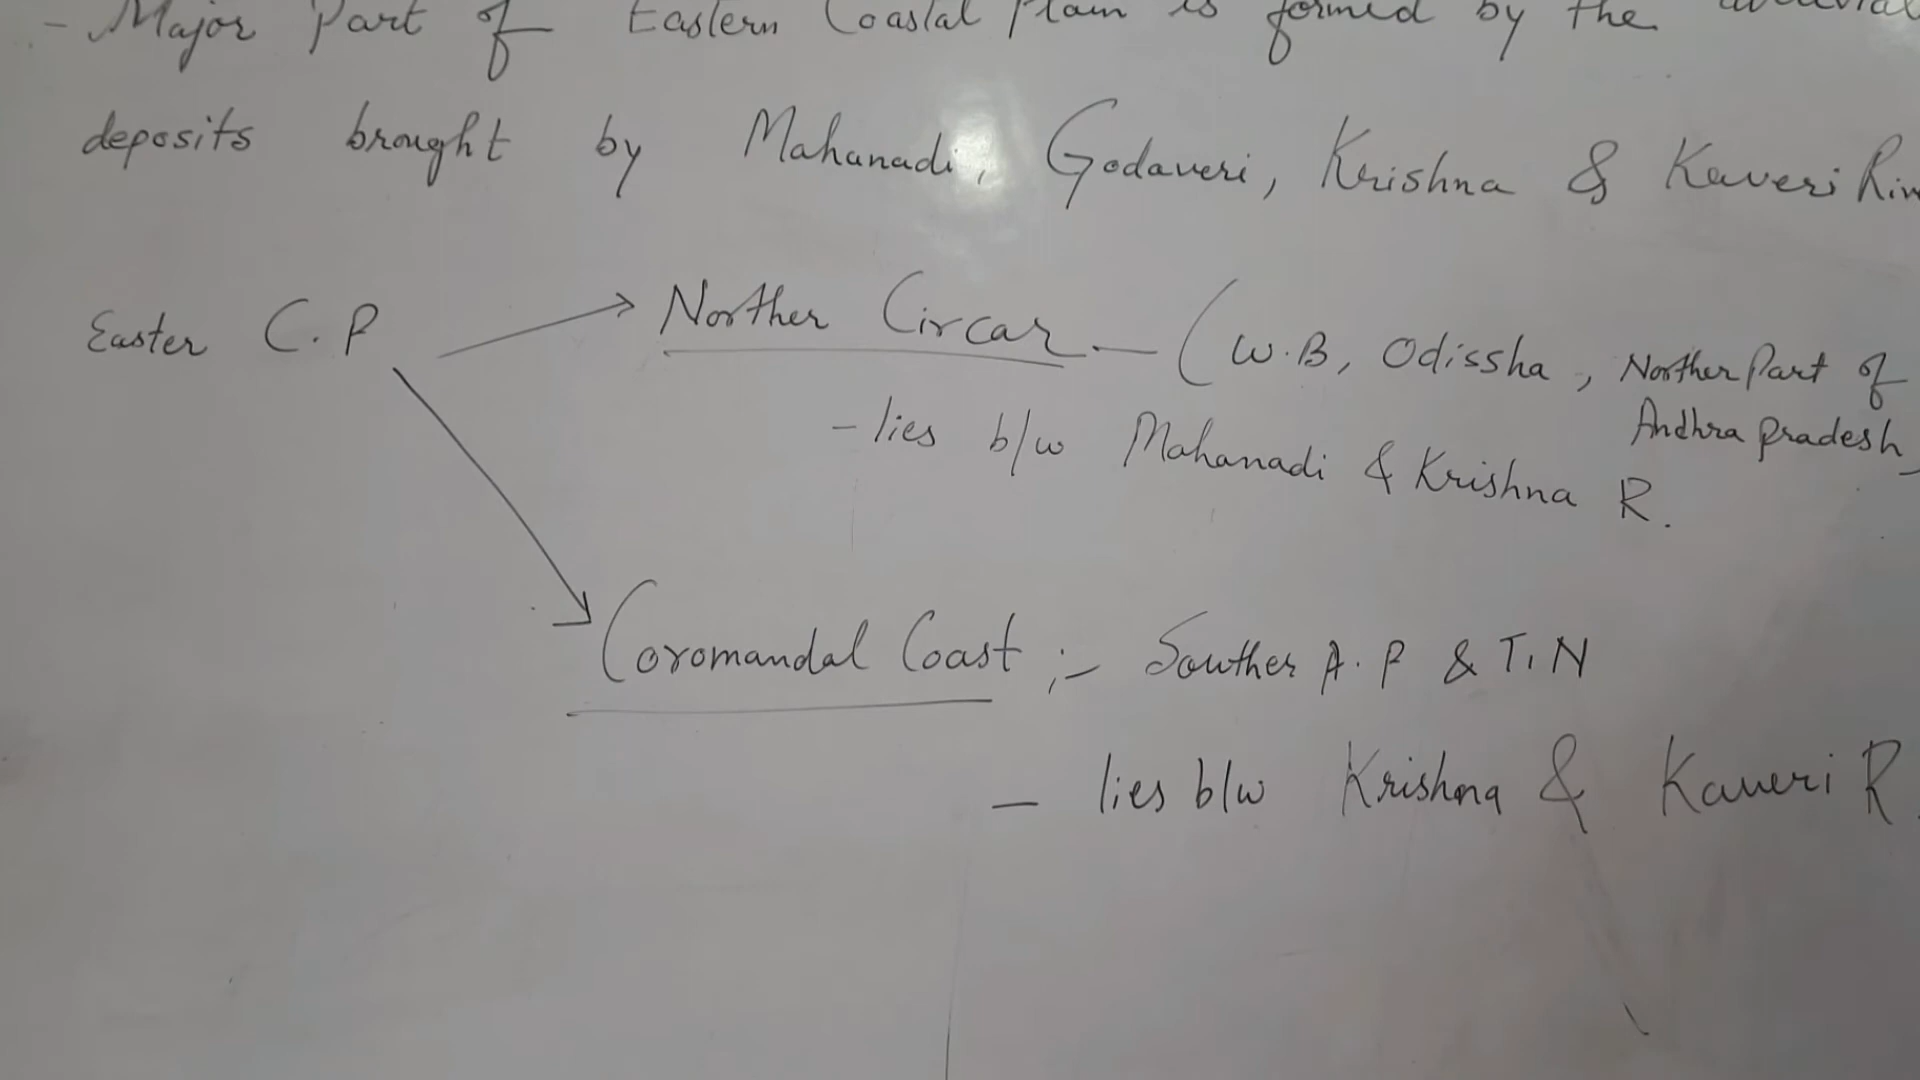 - Major Part of Eastern Coastal Plain is formed by the
deposits brought by Mahanadi, Godaveri, Krishna & Kaveri
Easter C.P
Norther Circar — (W.B, Odissha, Norther Part of
Andhra pradesh
- lies b/w Mahanadi & Krishna R.
Coromandal Coast :- Souther A.P & T.N
- lies b/w Krishna & Kaveri R.